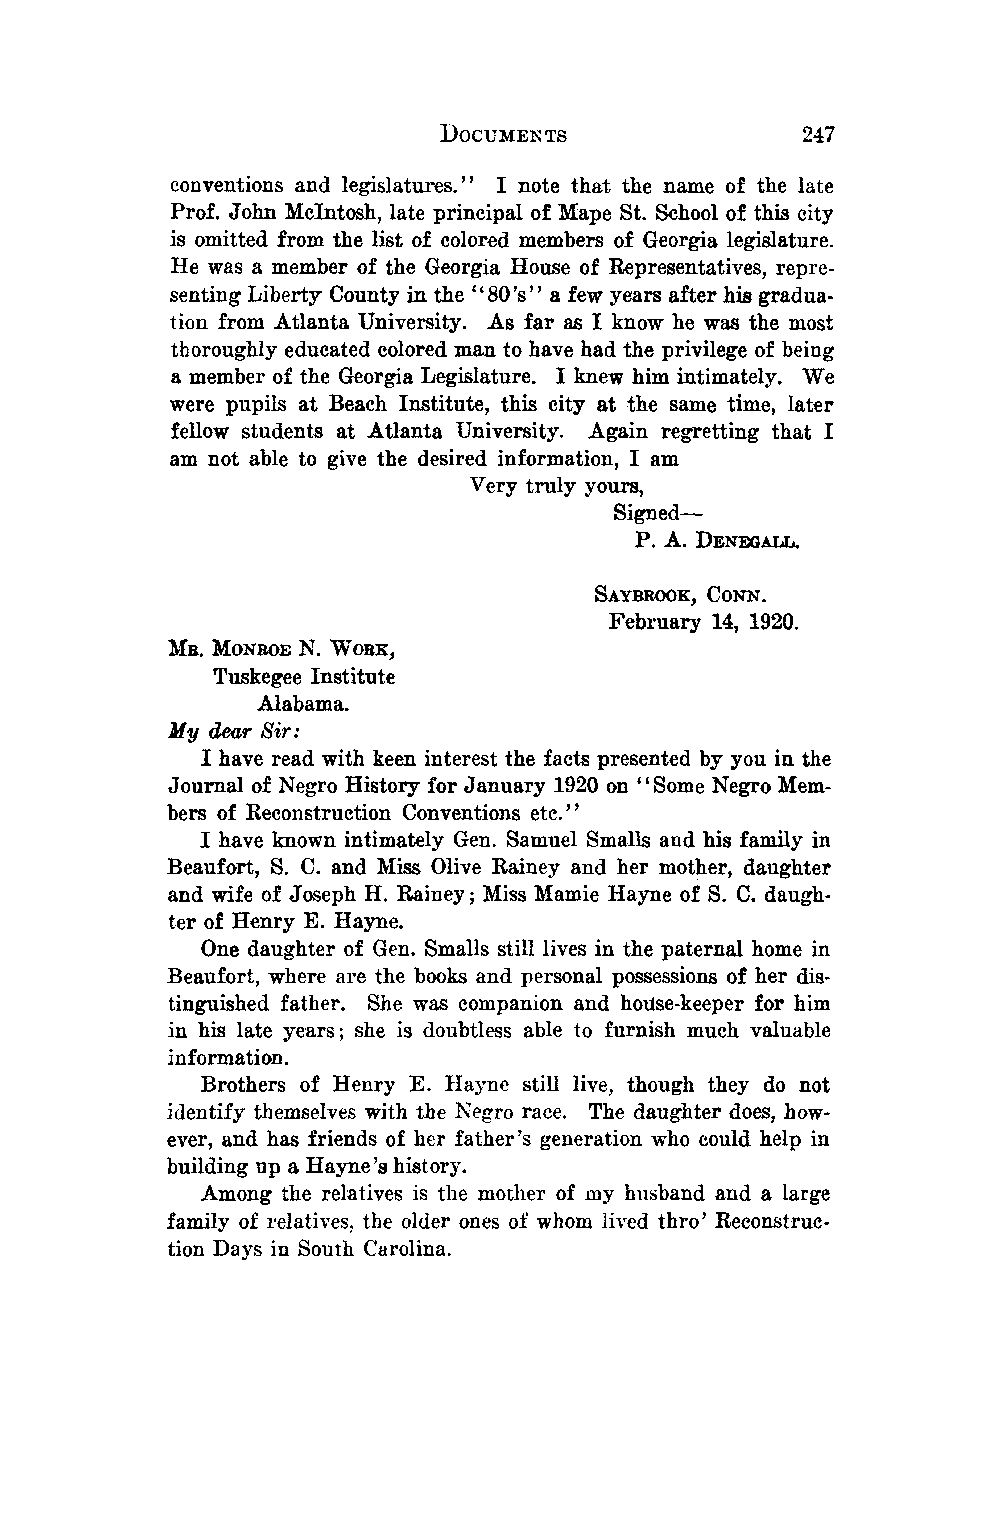 DOCUMENTS 247
conventions and legislatures." I note that the name of the late
Prof. John McIntosh, late principal of Mape St. School of this city
is omitted from the list of colored members of Georgia legislature.
He was a member of the Georgia House of Representatives, repre-
senting Liberty County in the "80's" a few years after his gradua-
tion from Atlanta University. As far as I know he was the most
thoroughly educated colored man to have had the privilege of being
a member of the Georgia Legislature. I knew him intimately. We
were pupils at Beach Institute, this city at the same time, later
fellow students at Atlanta University. Again regretting that I
am not able to give the desired information, I am
Very truly yours,
Signed—
P. A. DENEGALL.
SAYBROOK, CONN.
February 14, 1920.
MR. MONROE N. WORK,
Tuskegee Institute
Alabama.
My dear Sir:
I have read with keen interest the facts presented by you in the
Journal of Negro History for January 1920 on "Some Negro Mem-
bers of Reconstruction Conventions etc."
I have known intimately Gen. Samuel Smalls and his family in
Beaufort, S. C. and Miss Olive Rainey and her mother, daughter
and wife of Joseph H. Rainey; Miss Mamie Hayne of S. C. daugh-
ter of Henry E. Hayne.
One daughter of Gen. Smalls still lives in the paternal home in
Beaufort, where are the books and personal possessions of her dis-
tinguished father. She was companion and house-keeper for him
in his late years; she is doubtless able to furnish much valuable
information.
Brothers of Henry E. Hayne still live, though they do not
identify themselves with the Negro race. The daughter does, how-
ever, and has friends of her father's generation who could help in
building up a Hayne's history.
Among the relatives is the mother of my husband and a large
family of relatives, the older ones of whom lived thro' Reconstruc-
tion Days in South Carolina.